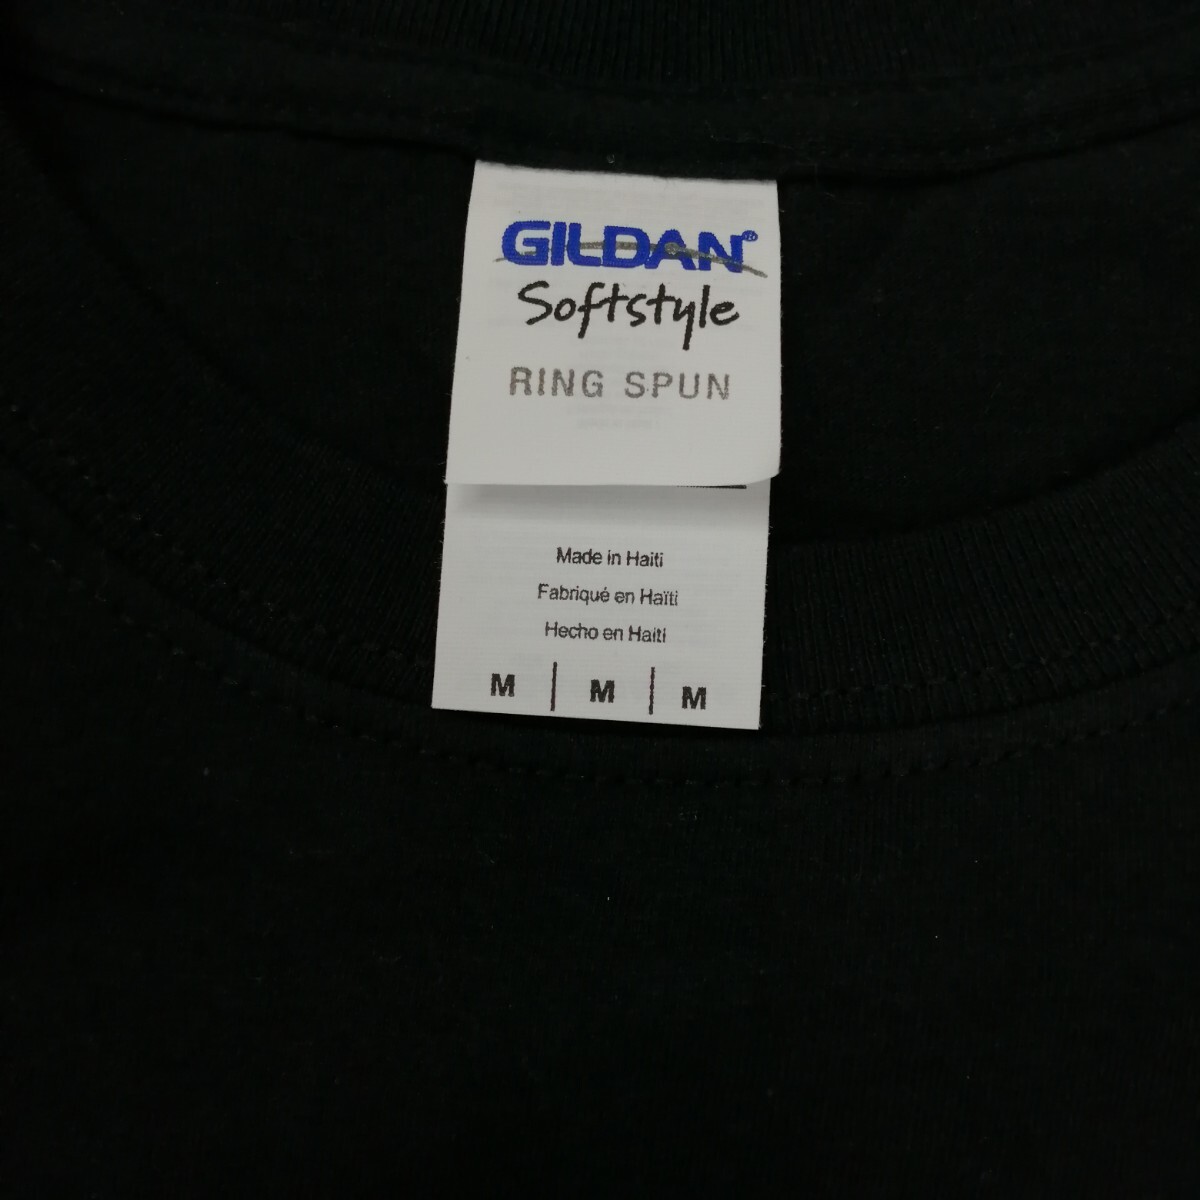 GILDAN®
Softstyle
RING SPUN
Made in Haiti
Fabriqué en Haïti
Hecho en Haiti
M | M | M